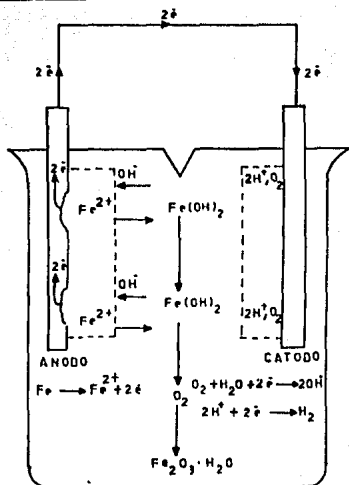 2ē
2ē
2ē
2ē
OH̄
2H⁺,O₂
Fe²⁺
Fe(OH)₂
2ē
OH̄
Fe(OH)₂
Fe²⁺
2H⁺,O₂
ANODO
CATODO
Fe → Fe²⁺+2ē
O₂
O₂+H₂O+2ē → 2OH̄
2H⁺+2ē → H₂
Fe₂O₃·H₂O